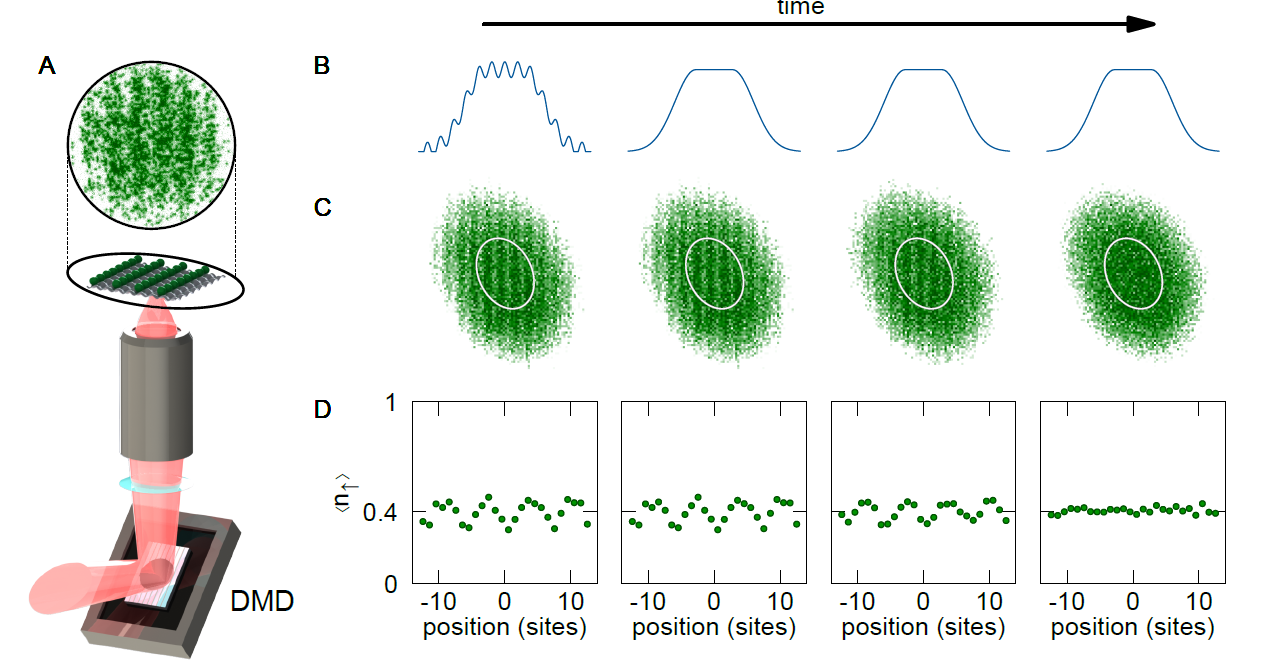 time
A
B
C
D
DMD
⟨n↑⟩
1
0.4
0
-10 0 10
position (sites)
-10 0 10
position (sites)
-10 0 10
position (sites)
-10 0 10
position (sites)